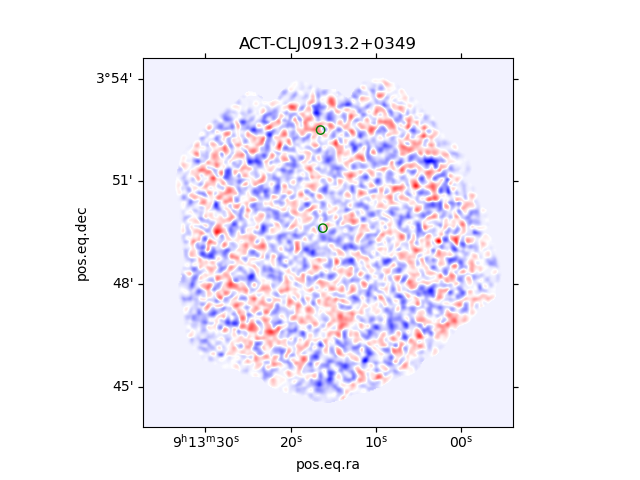 ACT-CLJ0913.2+0349
3°54'
51'
48'
45'
pos.eq.dec
9ʰ13ᵐ30ˢ 20ˢ 10ˢ 00ˢ
pos.eq.ra